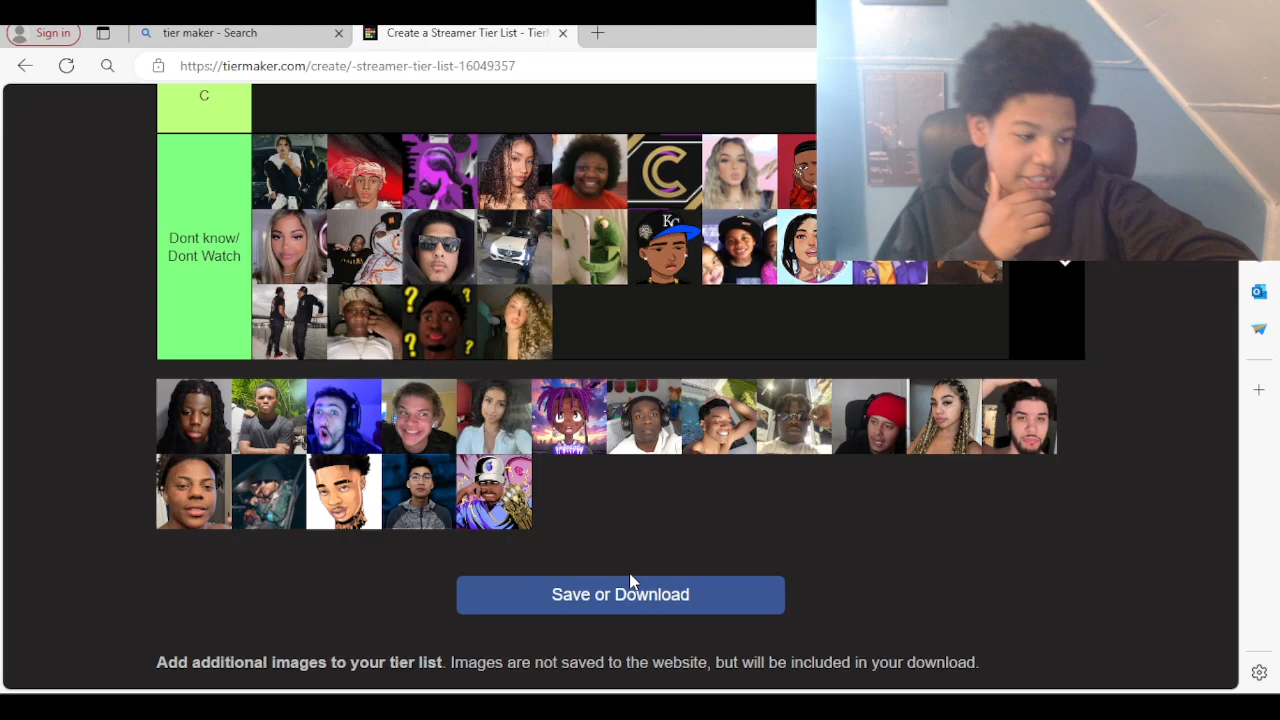 Sign in
tier maker - Search
Create a Streamer Tier List - Tier
https://tiermaker.com/create/-streamer-tier-list-16049357
C
Dont know/
Dont Watch
C
KC
? ?
? ?
Save or Download
Add additional images to your tier list. Images are not saved to the website, but will be included in your download.